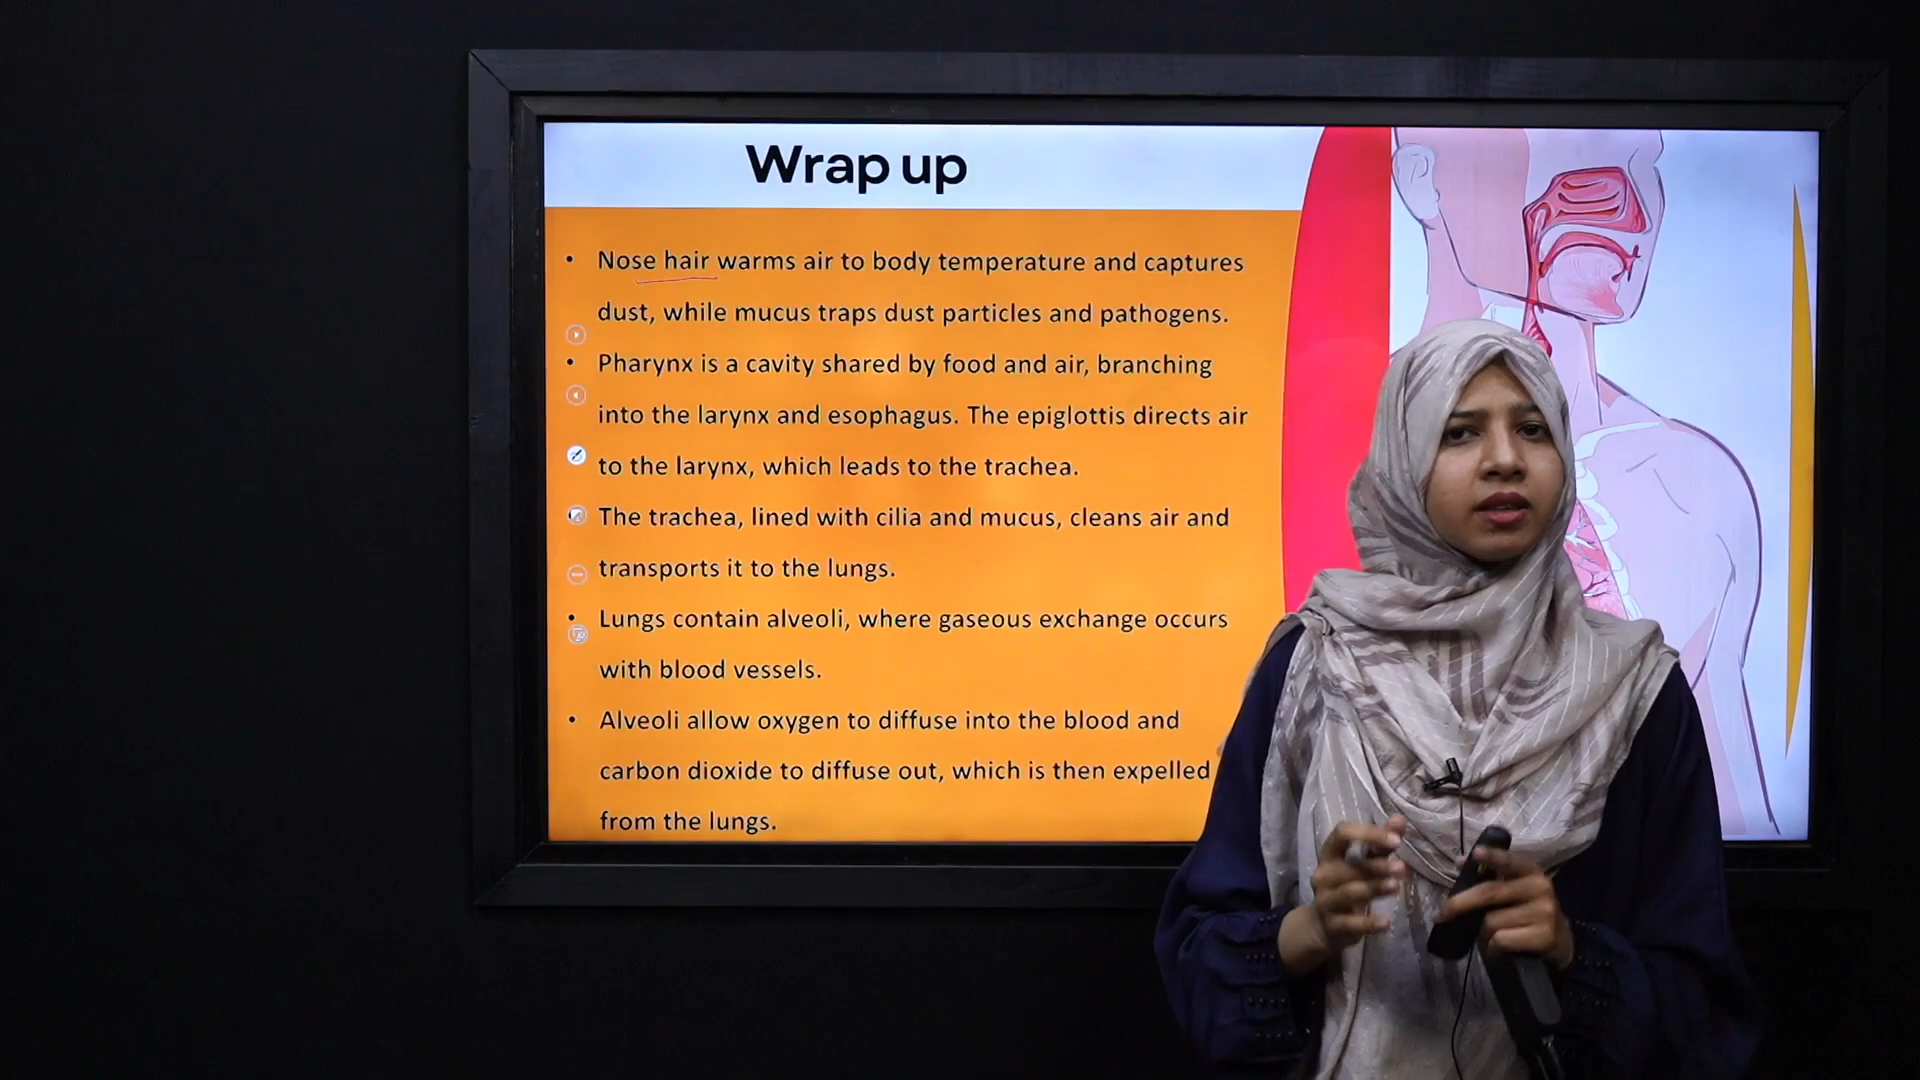 Wrap up
• Nose hair warms air to body temperature and captures
dust, while mucus traps dust particles and pathogens.
• Pharynx is a cavity shared by food and air, branching
into the larynx and esophagus. The epiglottis directs air
to the larynx, which leads to the trachea.
The trachea, lined with cilia and mucus, cleans air and
transports it to the lungs.
• Lungs contain alveoli, where gaseous exchange occurs
with blood vessels.
• Alveoli allow oxygen to diffuse into the blood and
carbon dioxide to diffuse out, which is then expelled
from the lungs.